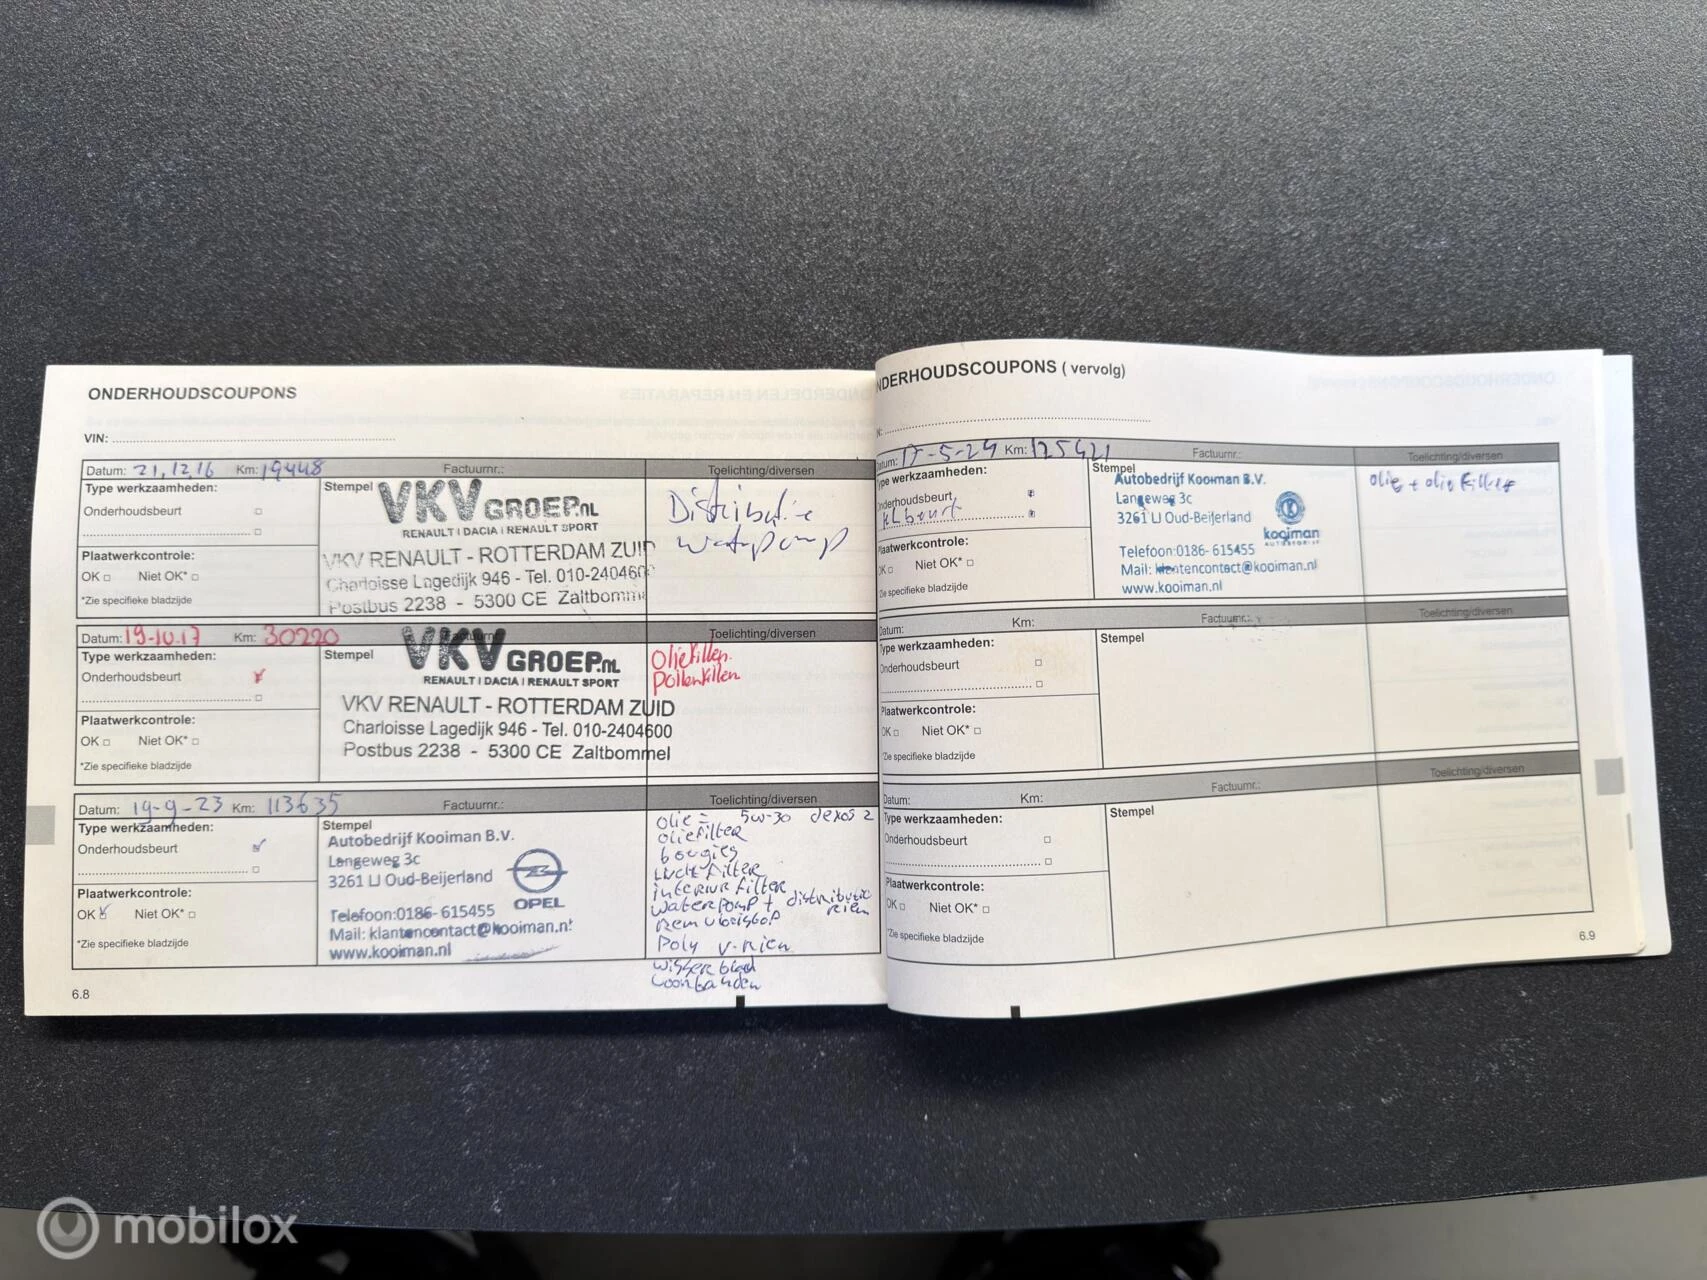 ONDERHOUDSCOUPONS
VIN:
Datum: 21,12,16 Km: 19448 Factuurnr.: Toelichting/diversen
Type werkzaamheden:
Onderhoudsbeurt
Plaatwerkcontrole:
OK Niet OK*
*Zie specifieke bladzijde
Stempel
VKV GROEP.NL
RENAULT | DACIA | RENAULT SPORT
VKV RENAULT - ROTTERDAM ZUID
Charloisse Lagedijk 946 - Tel. 010-2404600
Postbus 2238 - 5300 CE Zaltbommel
Distributie
waterpomp
Datum: 19-10.17 Km: 30220 Factuurnr.: Toelichting/diversen
Type werkzaamheden:
Onderhoudsbeurt
Plaatwerkcontrole:
OK Niet OK*
*Zie specifieke bladzijde
Stempel
VKV GROEP.NL
RENAULT | DACIA | RENAULT SPORT
VKV RENAULT - ROTTERDAM ZUID
Charloisse Lagedijk 946 - Tel. 010-2404600
Postbus 2238 - 5300 CE Zaltbommel
Oliefilter.
pollenfilter
Datum: 19-9-23 Km: 113635 Factuurnr.: Toelichting/diversen
Type werkzaamheden:
Onderhoudsbeurt
Plaatwerkcontrole:
OK Niet OK*
*Zie specifieke bladzijde
Stempel
Autobedrijf Kooiman B.V.
Langeweg 3c
3261 LJ Oud-Beijerland
OPEL
Telefoon:0186-615455
Mail: klantencontact@kooiman.nl
www.kooiman.nl
olie = 5w-30 dexos 2
oliefilter
bougies
luchtfilter
interieurfilter
waterpomp + distributie
riem
Remvloeistof
Poly v-riem
wisserblad
voorbanden
6.8
NDERHOUDSCOUPONS ( vervolg)
N:
Datum: 17-5-24 Km: 125421 Factuurnr.: Toelichting/diversen
Type werkzaamheden:
Onderhoudsbeurt
kl beurt
Plaatwerkcontrole:
OK Niet OK*
*Zie specifieke bladzijde
Stempel
Autobedrijf Kooiman B.V.
Langeweg 3c
3261 LJ Oud-Beijerland
kooiman
Telefoon:0186-615455
Mail: klantencontact@kooiman.nl
www.kooiman.nl
olie + olie filter
Datum: Km: Factuurnr.: Toelichting/diversen
Type werkzaamheden:
Onderhoudsbeurt
Plaatwerkcontrole:
OK Niet OK*
*Zie specifieke bladzijde
Stempel
Datum: Km: Factuurnr.: Toelichting/diversen
Type werkzaamheden:
Onderhoudsbeurt
Plaatwerkcontrole:
OK Niet OK*
*Zie specifieke bladzijde
Stempel
6.9
mobilox